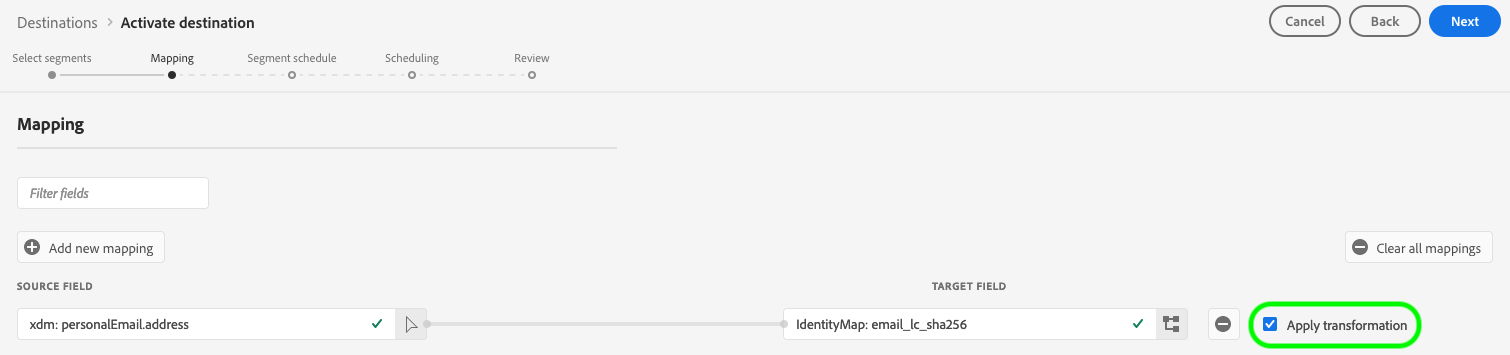 Destinations > Activate destination
Cancel
Back
Next
Select segments
Mapping
Segment schedule
Scheduling
Review
Mapping
Filter fields
Add new mapping
Clear all mappings
SOURCE FIELD
TARGET FIELD
xdm: personalEmail.address
IdentityMap: email_lc_sha256
Apply transformation